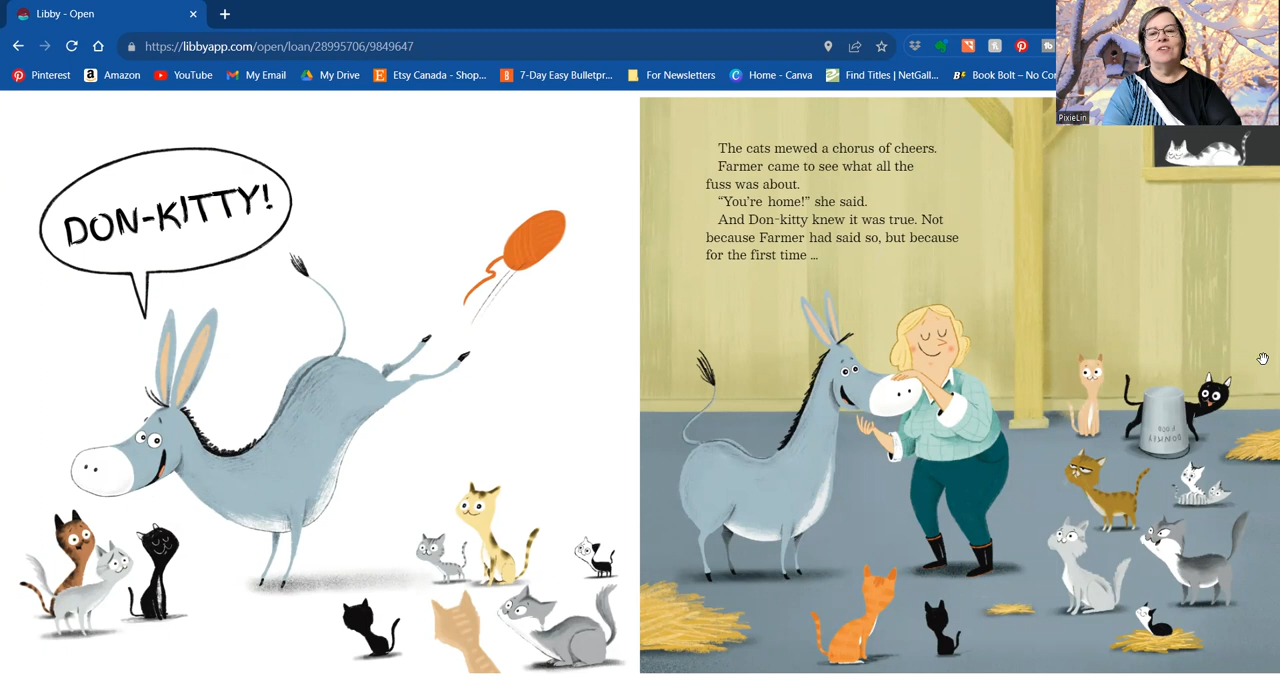 Libby - Open
https://libbyapp.com/open/loan/28995706/9849647
Pinterest
Amazon
YouTube
My Email
My Drive
Etsy Canada - Shop...
7-Day Easy Bulletpr...
For Newsletters
Home - Canva
Find Titles | NetGall...
Book Bolt – No Con
PixieLin
DON-KITTY!
The cats mewed a chorus of cheers.
Farmer came to see what all the
fuss was about.
“You’re home!” she said.
And Don-kitty knew it was true. Not
because Farmer had said so, but because
for the first time ...
DONKEY
FOOD